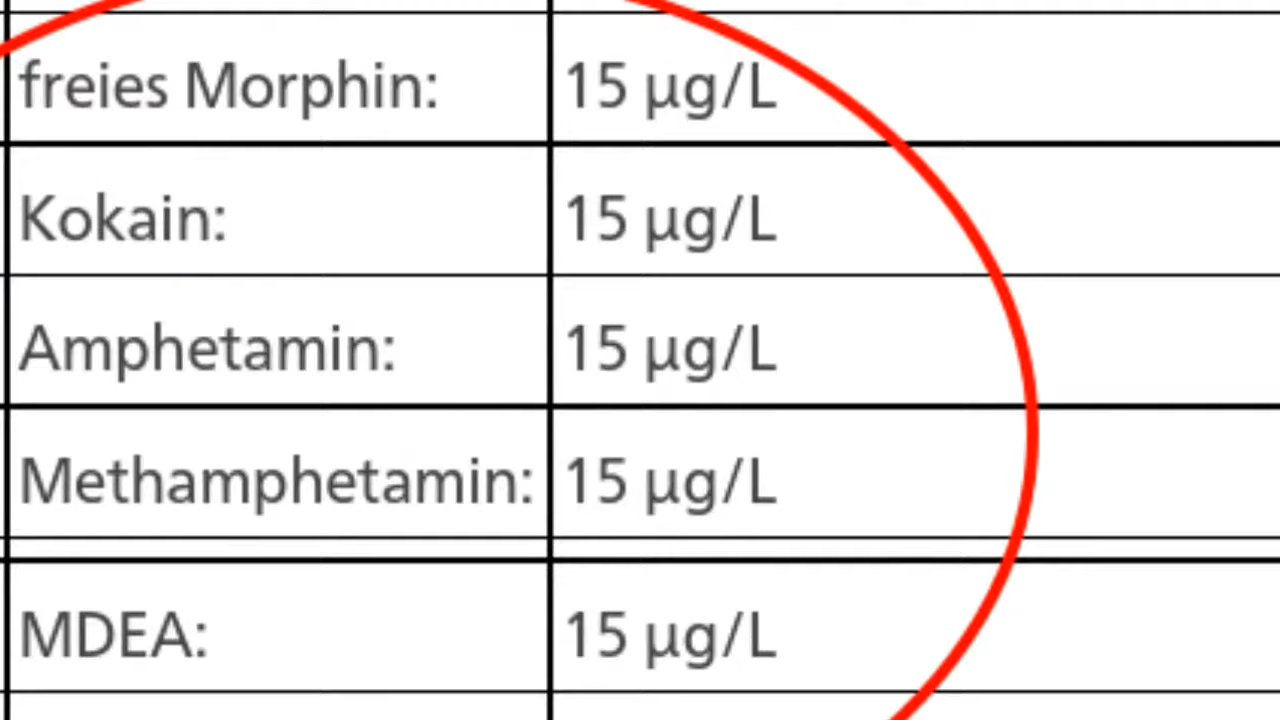 freies Morphin: 15 µg/L
Kokain: 15 µg/L
Amphetamin: 15 µg/L
Methamphetamin: 15 µg/L
MDEA: 15 µg/L